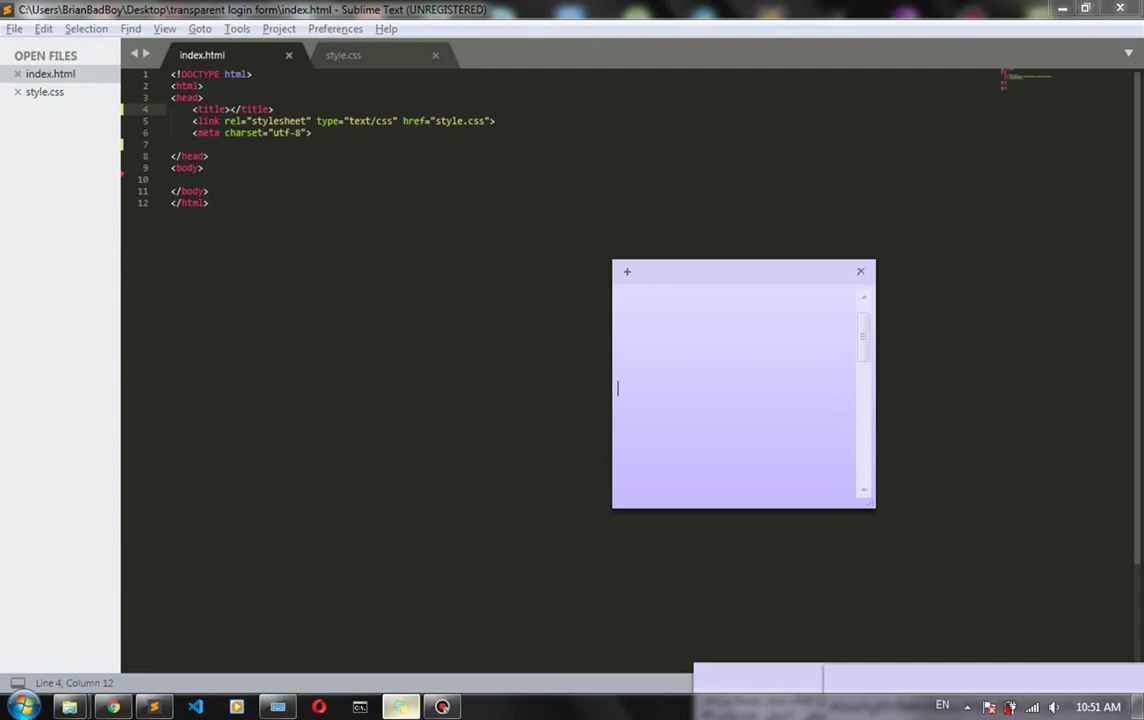 C:\Users\BrianBadBoy\Desktop\transparent login form\index.html - Sublime Text (UNREGISTERED)
File Edit Selection View Goto Tools Project Preferences Help
OPEN FILES
index.html
style.css
index.html
style.css
1 <!DOCTYPE html>
2 <html>
3 <head>
4 <title></title>
5 <link rel="stylesheet" type="text/css" href="style.css">
6 <meta charset="utf-8">
7
8 </head>
9 <body>
10
11 </body>
12 </html>
Line 4, Column 12
EN
10:51 AM